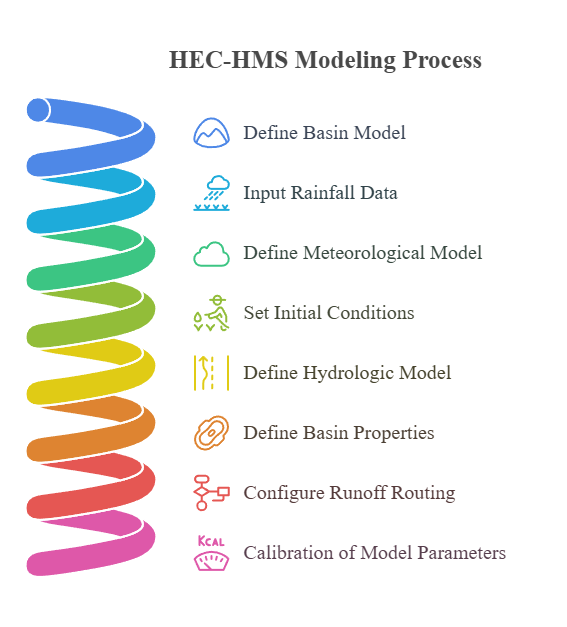 HEC-HMS Modeling Process
Define Basin Model
Input Rainfall Data
Define Meteorological Model
Set Initial Conditions
Define Hydrologic Model
Define Basin Properties
Configure Runoff Routing
KCAL
Calibration of Model Parameters